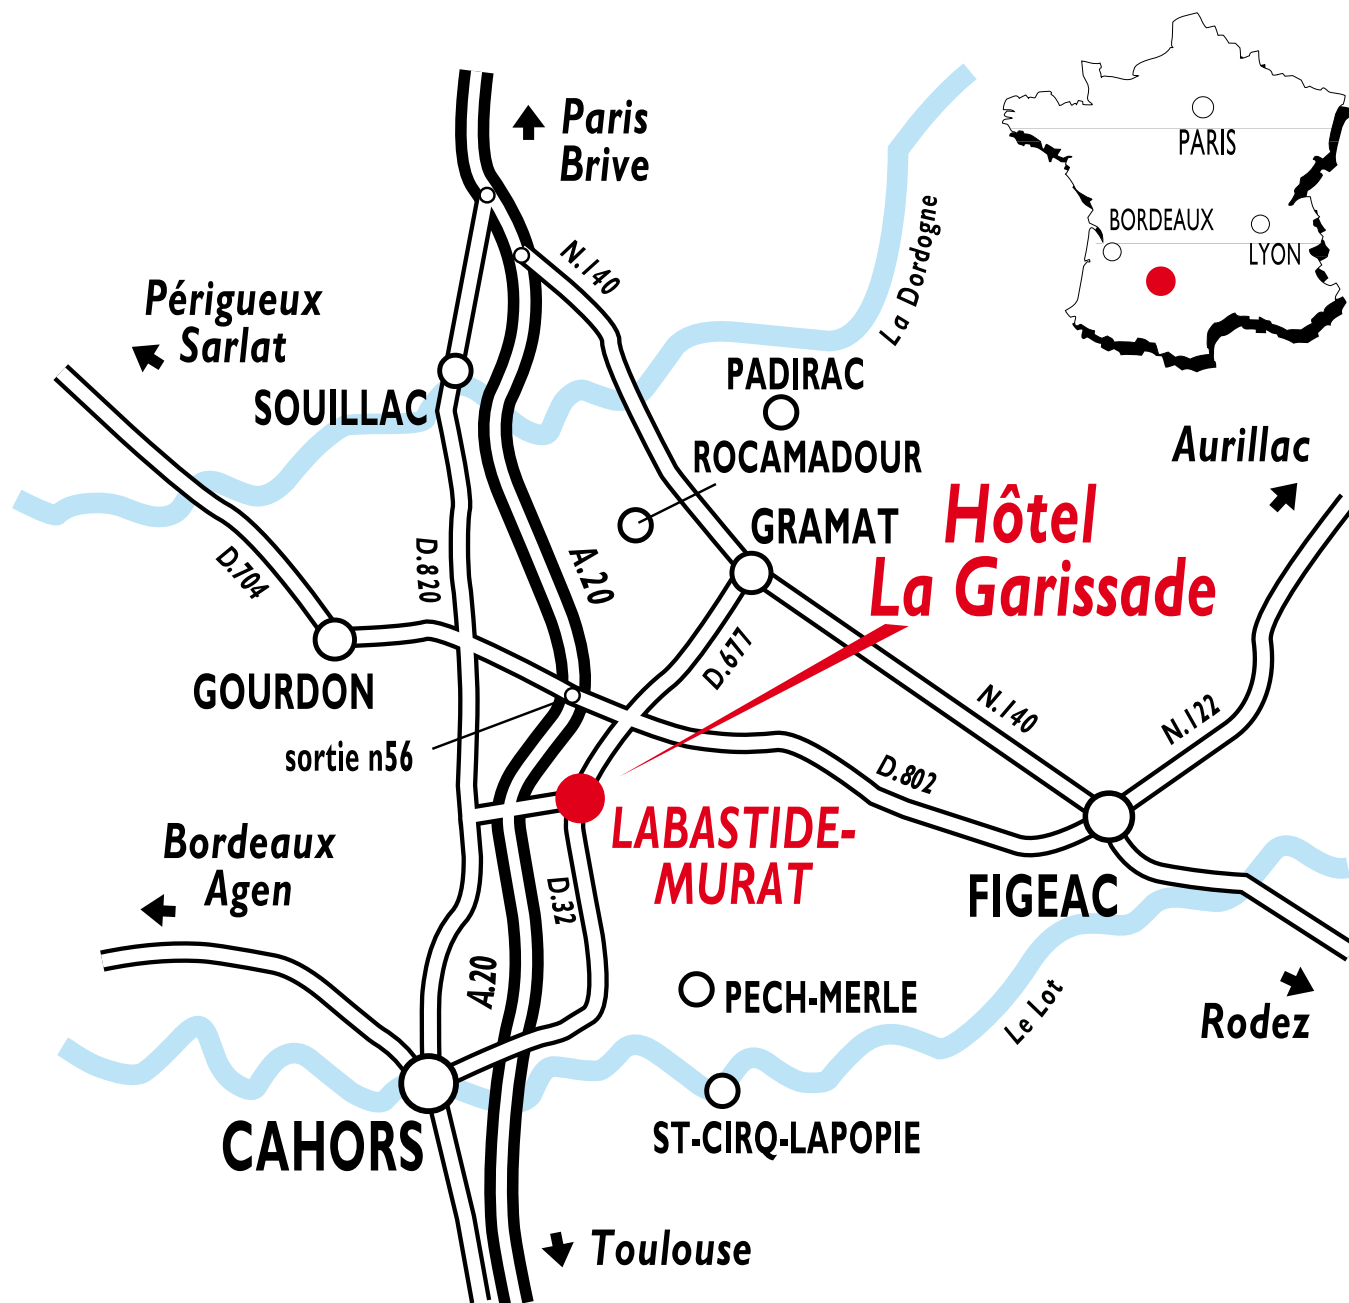 Paris
Brive
PARIS
BORDEAUX
LYON
La Dordogne
N.140
Périgueux
Sarlat
SOUILLAC
PADIRAC
ROCAMADOUR
Aurillac
GRAMAT
Hôtel
La Garissade
D.704
D.820
A.20
D.677
GOURDON
sortie n56
N.140
N.122
D.802
LABASTIDE-
MURAT
Bordeaux
Agen
D.32
FIGEAC
A.20
PECH-MERLE
Le Lot
Rodez
CAHORS
ST-CIRQ-LAPOPIE
Toulouse